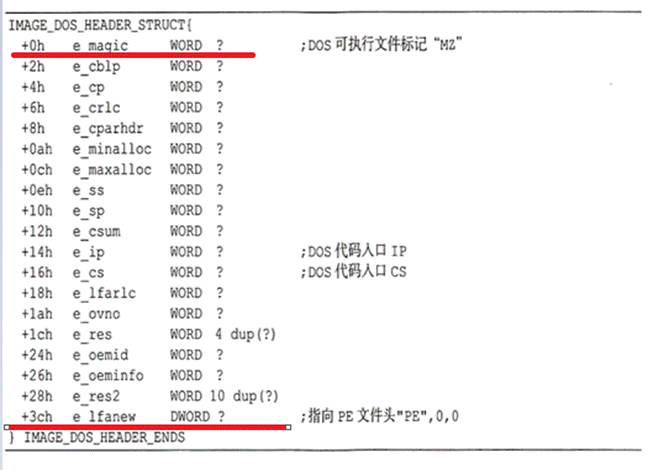 IMAGE_DOS_HEADER_STRUCT{
+0h e_magic WORD ? ;DOS 可执行文件标记“MZ”
+2h e_cblp WORD ?
+4h e_cp WORD ?
+6h e_crlc WORD ?
+8h e_cparhdr WORD ?
+0ah e_minalloc WORD ?
+0ch e_maxalloc WORD ?
+0eh e_ss WORD ?
+10h e_sp WORD ?
+12h e_csum WORD ?
+14h e_ip WORD ? ;DOS 代码入口 IP
+16h e_cs WORD ? ;DOS 代码入口 CS
+18h e_lfarlc WORD ?
+1ah e_ovno WORD ?
+1ch e_res WORD 4 dup(?)
+24h e_oemid WORD ?
+26h e_oeminfo WORD ?
+28h e_res2 WORD 10 dup(?)
+3ch e_lfanew DWORD ? ;指向 PE 文件头"PE",0,0
} IMAGE_DOS_HEADER_ENDS